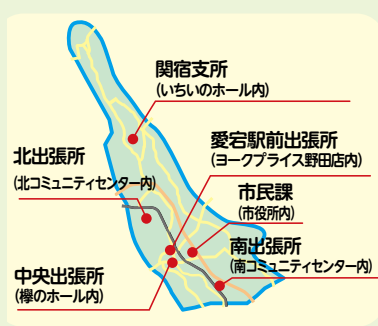 関宿支所
(いちいのホール内)
愛宕駅前出張所
(ヨークプライス野田店内)
北出張所
(北コミュニティセンター内)
市民課
(市役所内)
南出張所
(南コミュニティセンター内)
中央出張所
(欅のホール内)